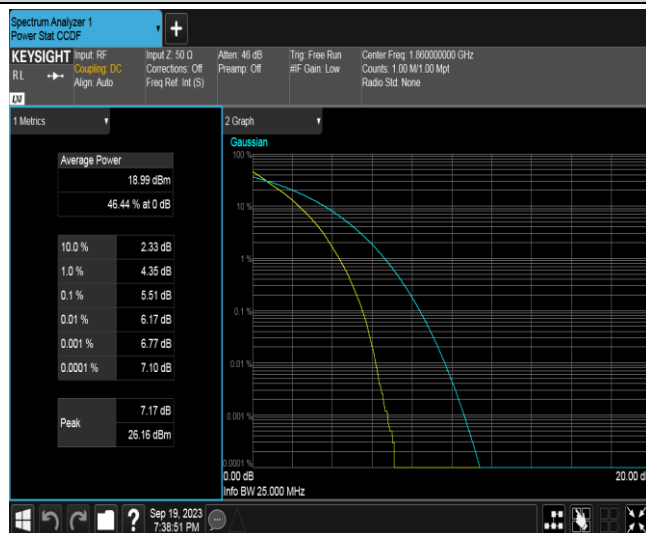 Spectrum Analyzer 1
Power Stat CCDF
KEYSIGHT
RL
LXI
Input: RF
Coupling: DC
Align: Auto
Input Z: 50 Ω
Corrections: Off
Freq Ref: Int (S)
Atten: 46 dB
Preamp: Off
Trig: Free Run
#IF Gain: Low
Center Freq: 1.860000000 GHz
Counts: 1.00 M/1.00 Mpt
Radio Std: None
1 Metrics
Average Power
18.99 dBm
46.44 % at 0 dB
10.0 % 2.33 dB
1.0 % 4.35 dB
0.1 % 5.51 dB
0.01 % 6.17 dB
0.001 % 6.77 dB
0.0001 % 7.10 dB
Peak
7.17 dB
26.16 dBm
2 Graph
Gaussian
100 %
10 %
1 %
0.1 %
0.01 %
0.001 %
0.0001 %
0.00 dB
20.00 d
Info BW 25.000 MHz
?
Sep 19, 2023
7:38:51 PM